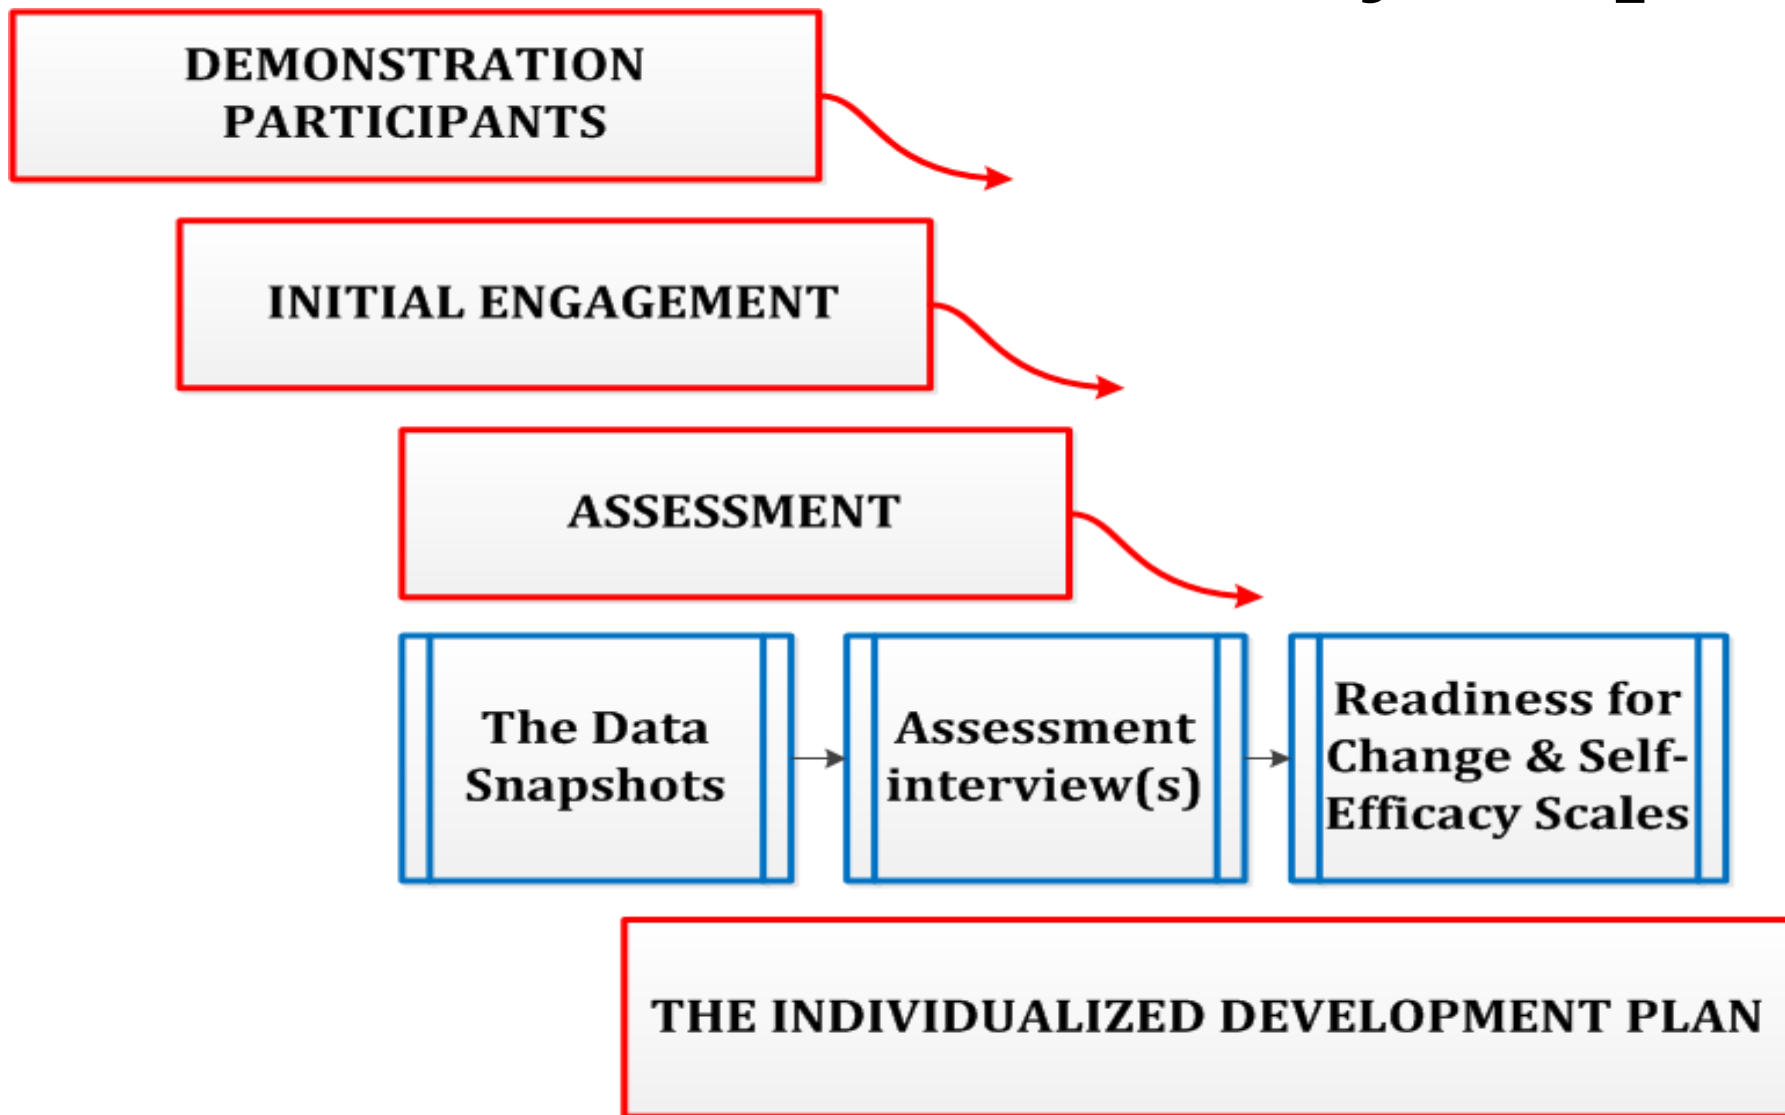 DEMONSTRATION
PARTICIPANTS
INITIAL ENGAGEMENT
ASSESSMENT
The Data
Snapshots
Assessment
interview(s)
Readiness for
Change & Self-
Efficacy Scales
THE INDIVIDUALIZED DEVELOPMENT PLAN